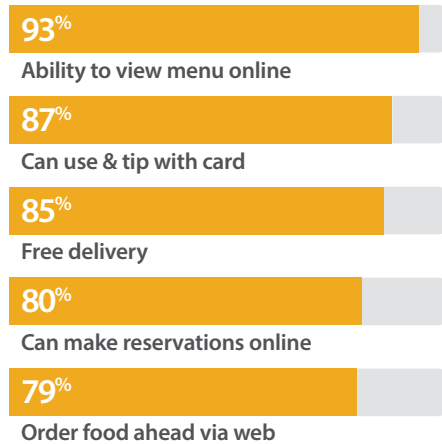 93%
Ability to view menu online
87%
Can use & tip with card
85%
Free delivery
80%
Can make reservations online
79%
Order food ahead via web